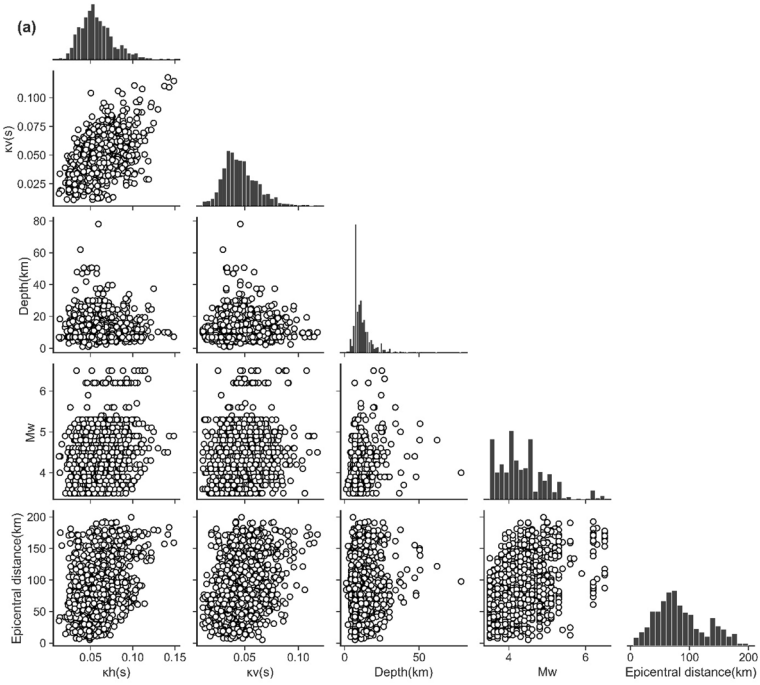 (a)
κv(s)
0.100
0.075
0.050
0.025
Depth(km)
80
60
40
20
0
Mw
6
5
4
Epicentral distance(km)
200
150
100
50
0
0.05 0.10 0.15
0.05 0.10
0 50
4 6
0 100 200
κh(s)
κv(s)
Depth(km)
Mw
Epicentral distance(km)